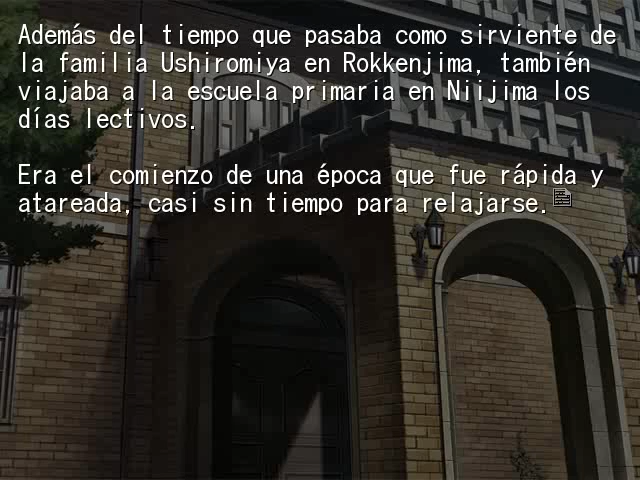 Además del tiempo que pasaba como sirviente de
la familia Ushiromiya en Rokkenjima, también
viajaba a la escuela primaria en Niijima los
días lectivos.
Era el comienzo de una época que fue rápida y
atareada, casi sin tiempo para relajarse.